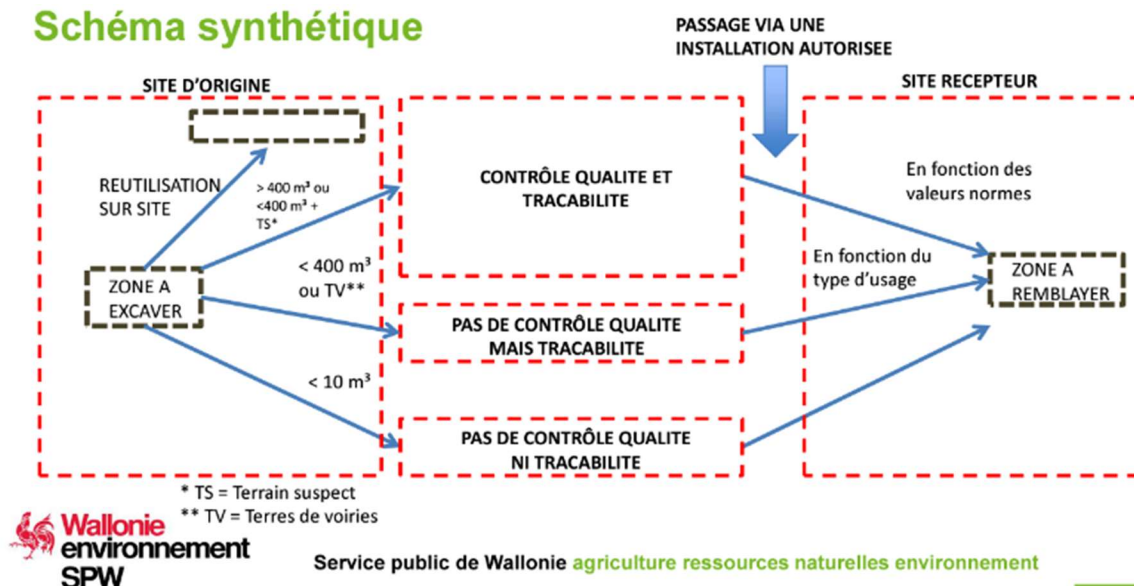 Schéma synthétique
PASSAGE VIA UNE
INSTALLATION AUTORISEE
SITE D'ORIGINE
SITE RECEPTEUR
REUTILISATION
SUR SITE
> 400 m³ ou
<400 m³ +
TS*
CONTRÔLE QUALITE ET
TRACABILITE
En fonction des
valeurs normes
< 400 m³
ou TV**
En fonction du
type d'usage
ZONE A
EXCAVER
ZONE A
REMBLAYER
PAS DE CONTRÔLE QUALITE
MAIS TRACABILITE
< 10 m³
PAS DE CONTRÔLE QUALITE
NI TRACABILITE
* TS = Terrain suspect
** TV = Terres de voiries
Wallonie
environnement
SPW
Service public de Wallonie agriculture ressources naturelles environnement